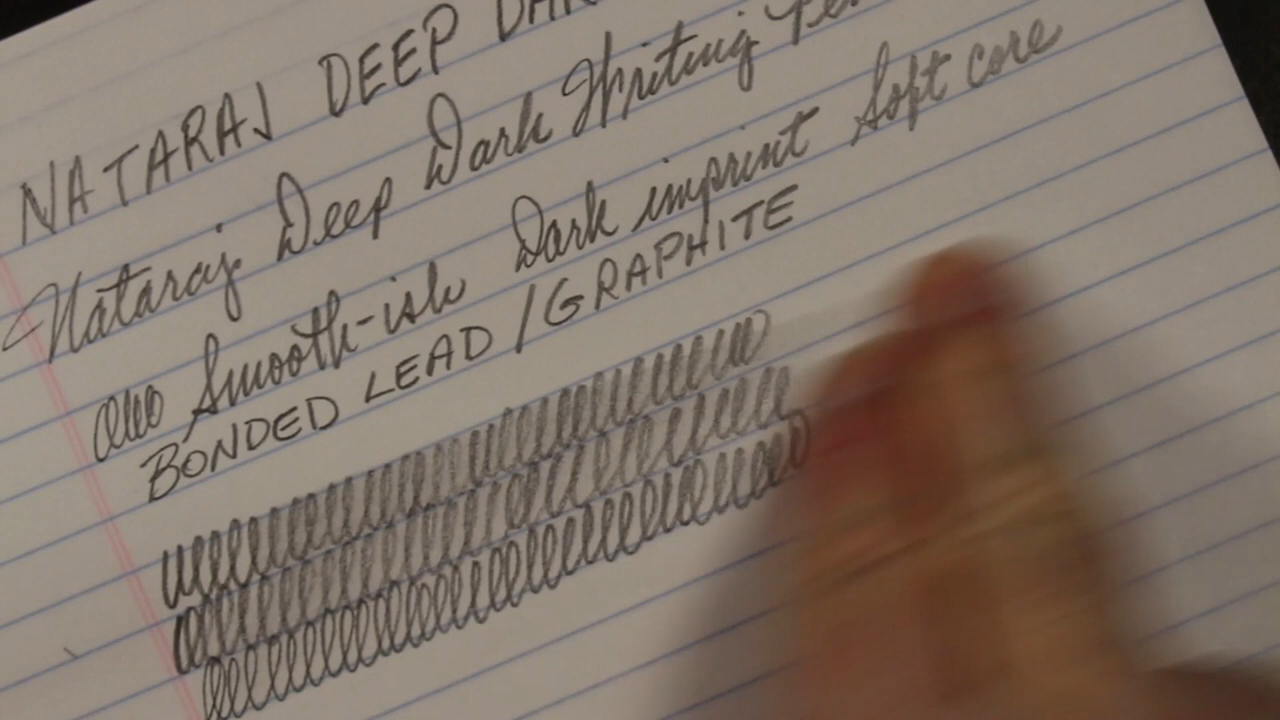 NATARAJ DEEP
Nataraj Deep Dark Writing
Smooth-ish Dark imprint Soft core
BONDED LEAD/GRAPHITE